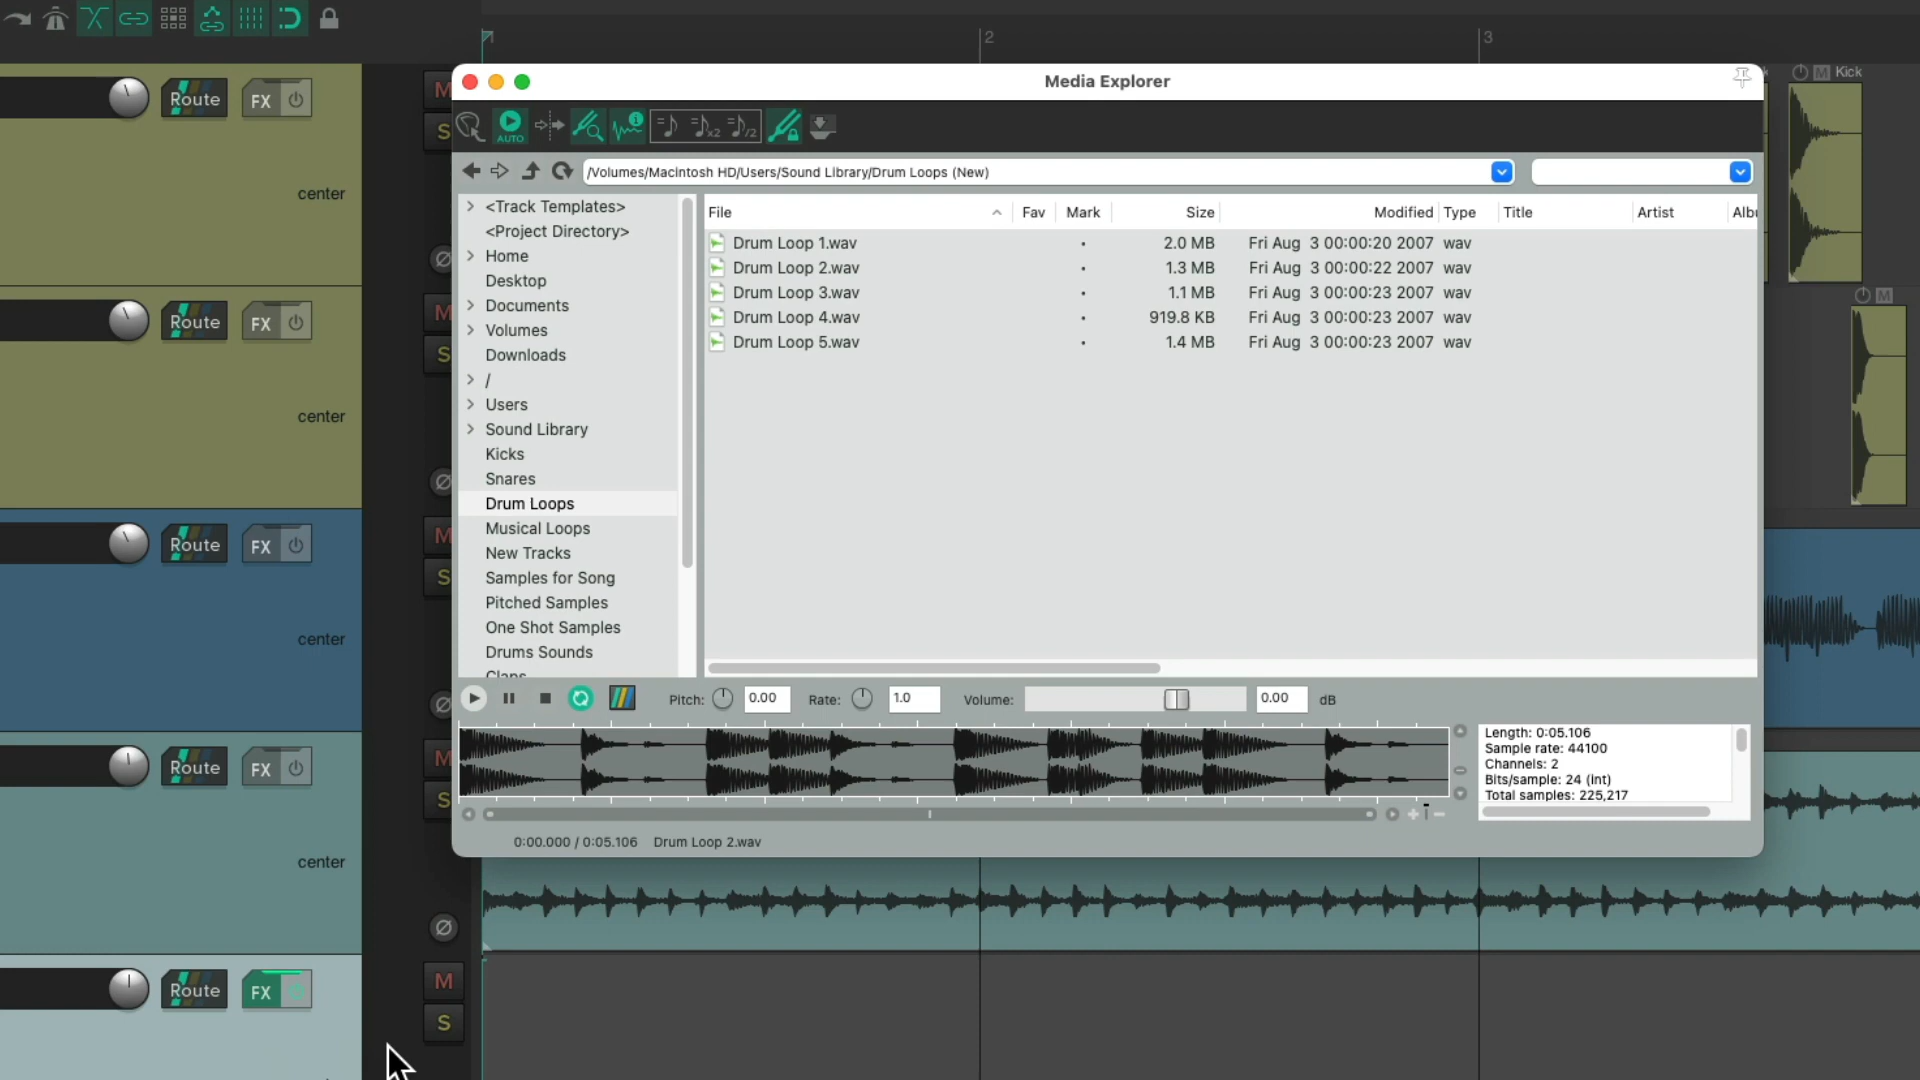 1
2
3
Kick
Media Explorer
AUTO
x2
/2
/Volumes/Macintosh HD/Users/Sound Library/Drum Loops (New)
File Fav Mark Size Modified Type Title Artist Albu
Drum Loop 1.wav 2.0 MB Fri Aug 3 00:00:20 2007 wav
Drum Loop 2.wav 1.3 MB Fri Aug 3 00:00:22 2007 wav
Drum Loop 3.wav 1.1 MB Fri Aug 3 00:00:23 2007 wav
Drum Loop 4.wav 919.8 KB Fri Aug 3 00:00:23 2007 wav
Drum Loop 5.wav 1.4 MB Fri Aug 3 00:00:23 2007 wav
<Track Templates>
<Project Directory>
Home
Desktop
Documents
Volumes
Downloads
/
Users
Sound Library
Kicks
Snares
Drum Loops
Musical Loops
New Tracks
Samples for Song
Pitched Samples
One Shot Samples
Drums Sounds
Claps
Pitch: 0.00 Rate: 1.0 Volume: 0.00 dB
Length: 0:05.106
Sample rate: 44100
Channels: 2
Bits/sample: 24 (int)
Total samples: 225,217
0:00.000 / 0:05.106 Drum Loop 2.wav
Route FX M
S
center
Route FX M
S
center
M
Route FX M
S
center
Route FX M
S
center
Route FX M
S